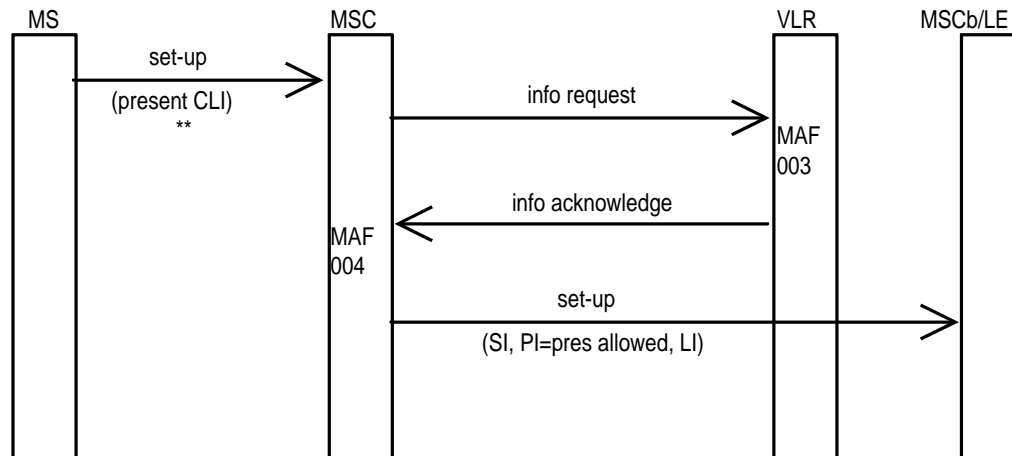 MS
MSC
VLR
MSCb/LE
set-up
(present CLI)
**
info request
MAF
003
info acknowledge
MAF
004
set-up
(SI, PI=pres allowed, LI)